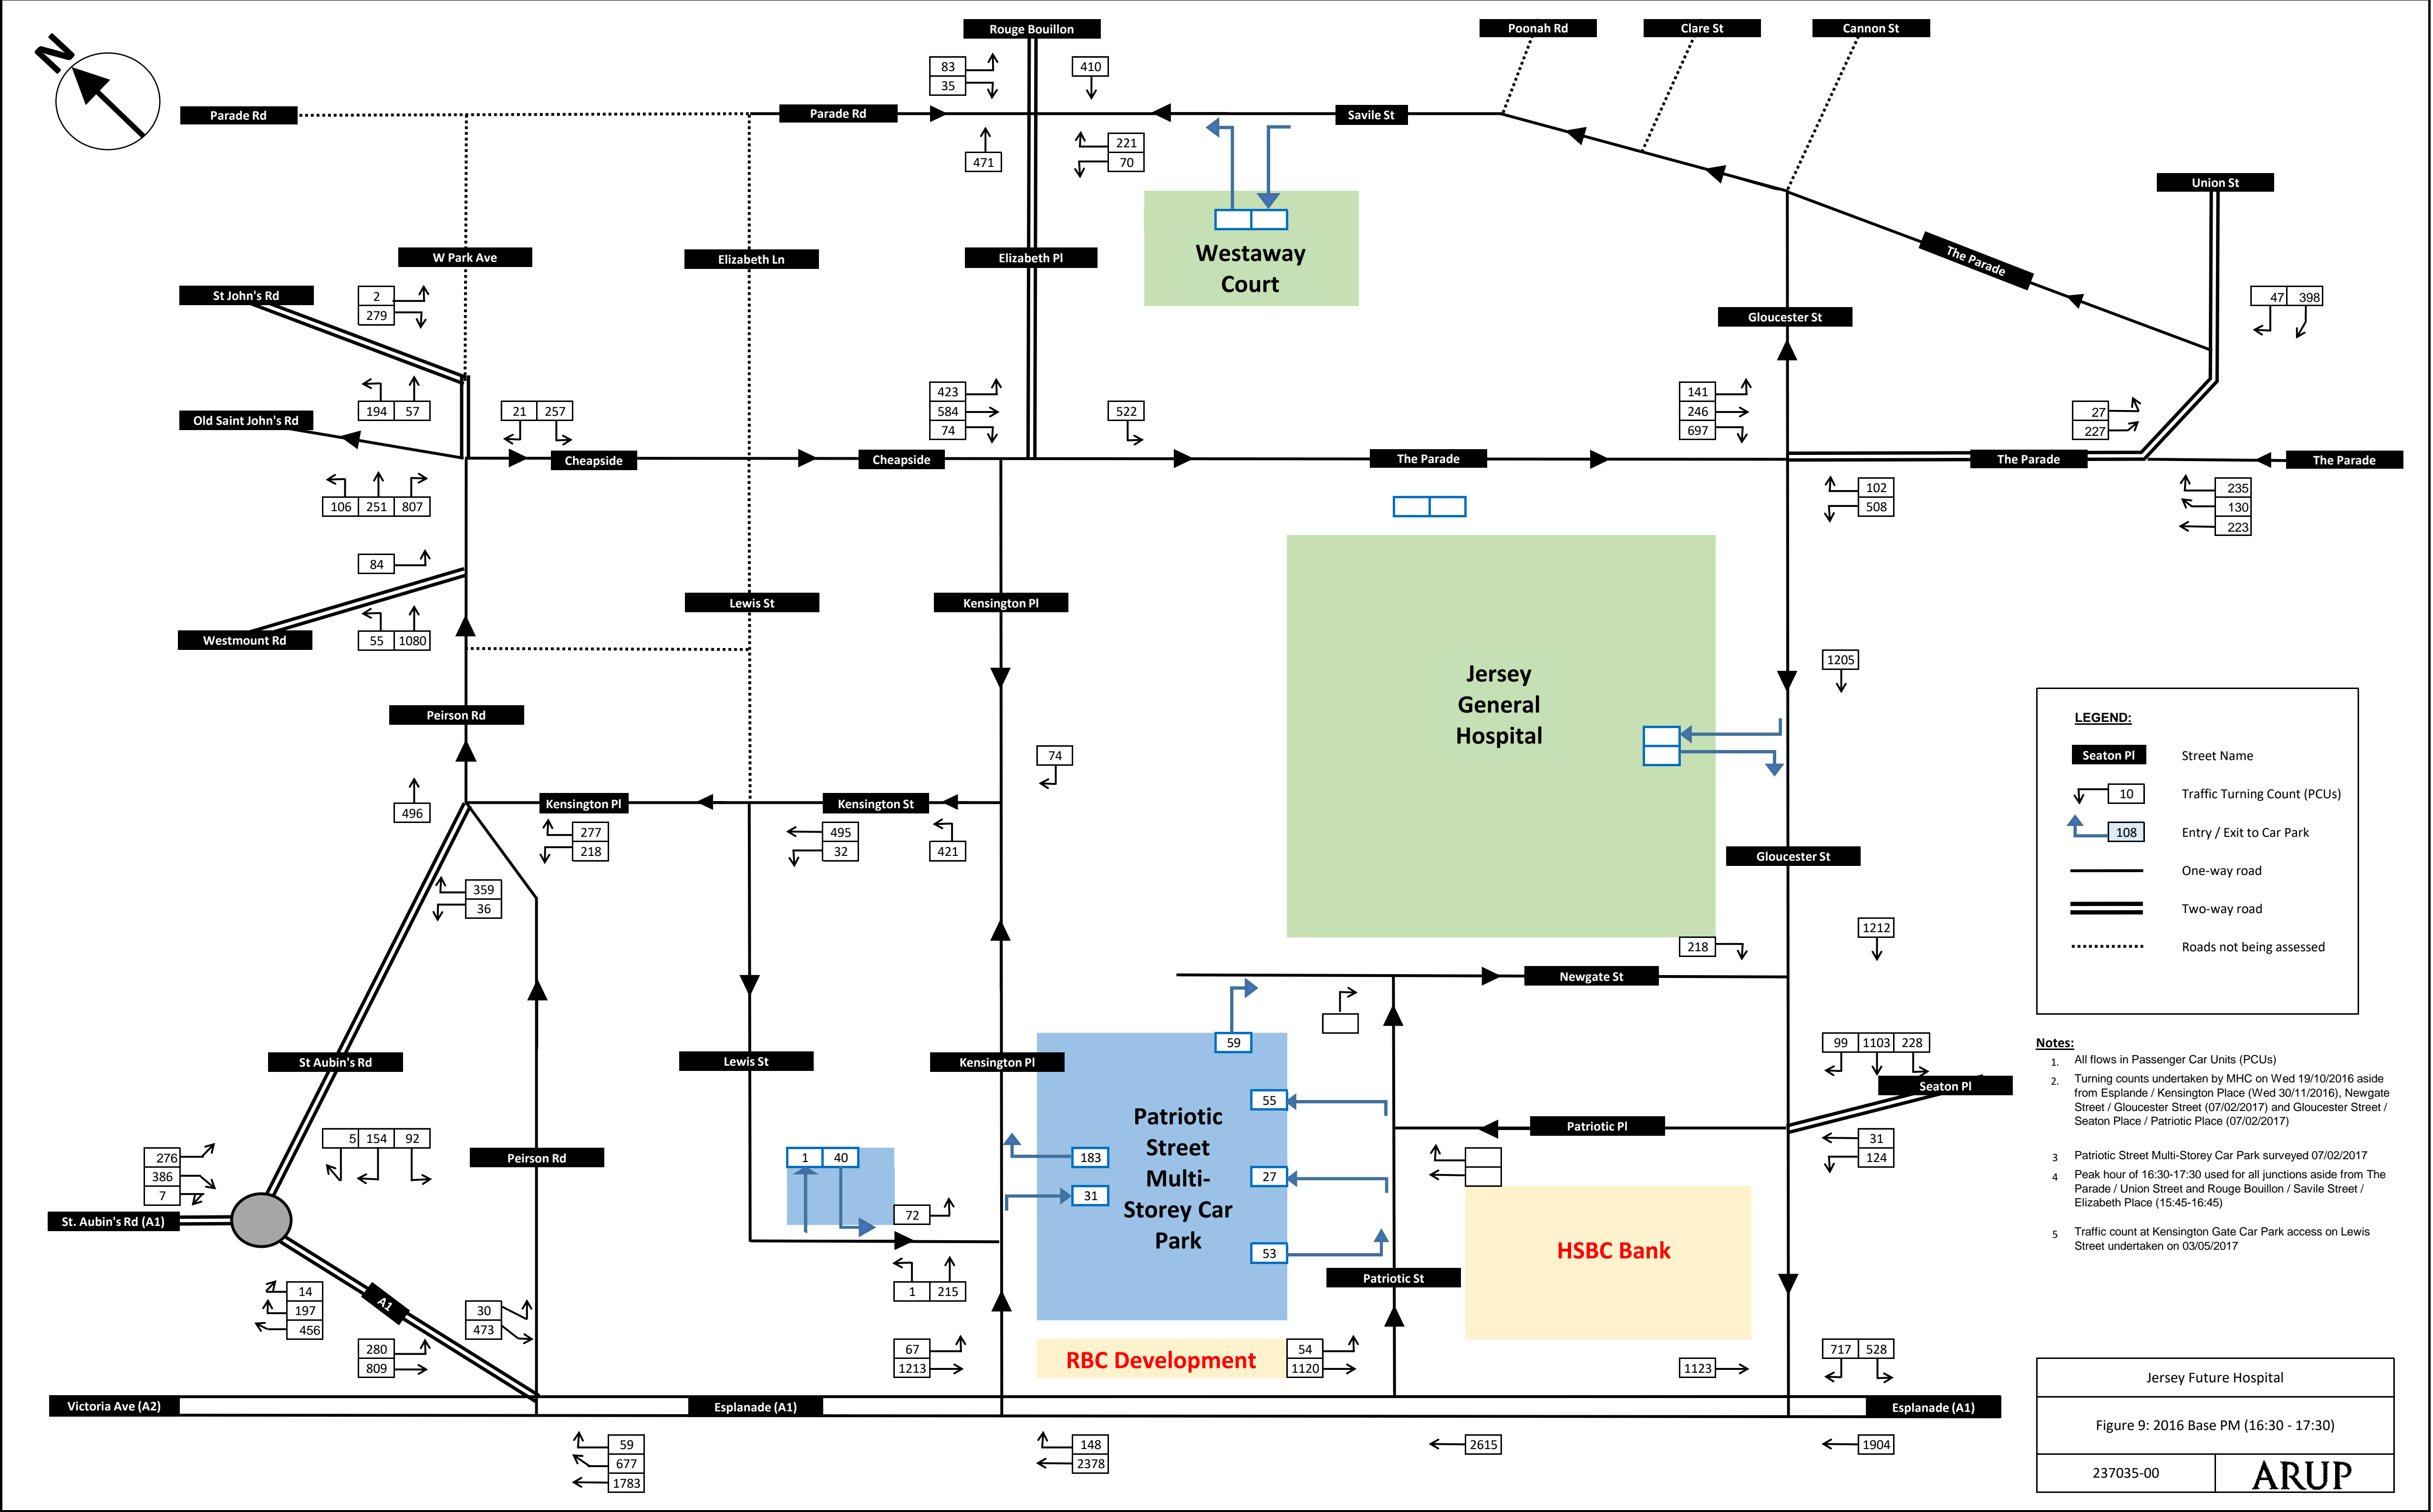 N
Rouge Bouillon
Poonah Rd
Clare St
Cannon St
83
35
410
Parade Rd
Parade Rd
Savile St
471
221
70
Union St
Westaway
Court
W Park Ave
Elizabeth Ln
Elizabeth Pl
The Parade
St John's Rd
2
279
47 398
Gloucester St
Old Saint John's Rd
194 57
21 257
423
584
74
522
141
246
697
27
227
Cheapside
Cheapside
The Parade
The Parade
The Parade
106 251 807
102
508
235
130
223
84
Lewis St
Kensington Pl
Westmount Rd
55 1080
1205
Jersey
General
Hospital
Peirson Rd
74
496
Kensington Pl
Kensington St
277
218
495
32
421
Gloucester St
359
36
218
1212
Newgate St
LEGEND:
Seaton Pl
Street Name
10
Traffic Turning Count (PCUs)
108
Entry / Exit to Car Park
One-way road
Two-way road
Roads not being assessed
St Aubin's Rd
Lewis St
Kensington Pl
59
99 1103 228
Seaton Pl
55
Patriotic
Street
Multi-
Storey Car
Park
Patriotic Pl
31
124
276
386
7
5 154 92
Peirson Rd
1 40
183
31
27
53
St. Aubin's Rd (A1)
72
HSBC Bank
Patriotic St
14
197
456
A1
30
473
1 215
280
809
67
1213
RBC Development
54
1120
1123
717 528
Victoria Ave (A2)
Esplanade (A1)
Esplanade (A1)
59
677
1783
148
2378
2615
1904
Notes:
1. All flows in Passenger Car Units (PCUs)
2. Turning counts undertaken by MHC on Wed 19/10/2016 aside
from Esplande / Kensington Place (Wed 30/11/2016), Newgate
Street / Gloucester Street (07/02/2017) and Gloucester Street /
Seaton Place / Patriotic Place (07/02/2017)
3 Patriotic Street Multi-Storey Car Park surveyed 07/02/2017
4 Peak hour of 16:30-17:30 used for all junctions aside from The
Parade / Union Street and Rouge Bouillon / Savile Street /
Elizabeth Place (15:45-16:45)
5 Traffic count at Kensington Gate Car Park access on Lewis
Street undertaken on 03/05/2017
Jersey Future Hospital
Figure 9: 2016 Base PM (16:30 - 17:30)
237035-00
ARUP